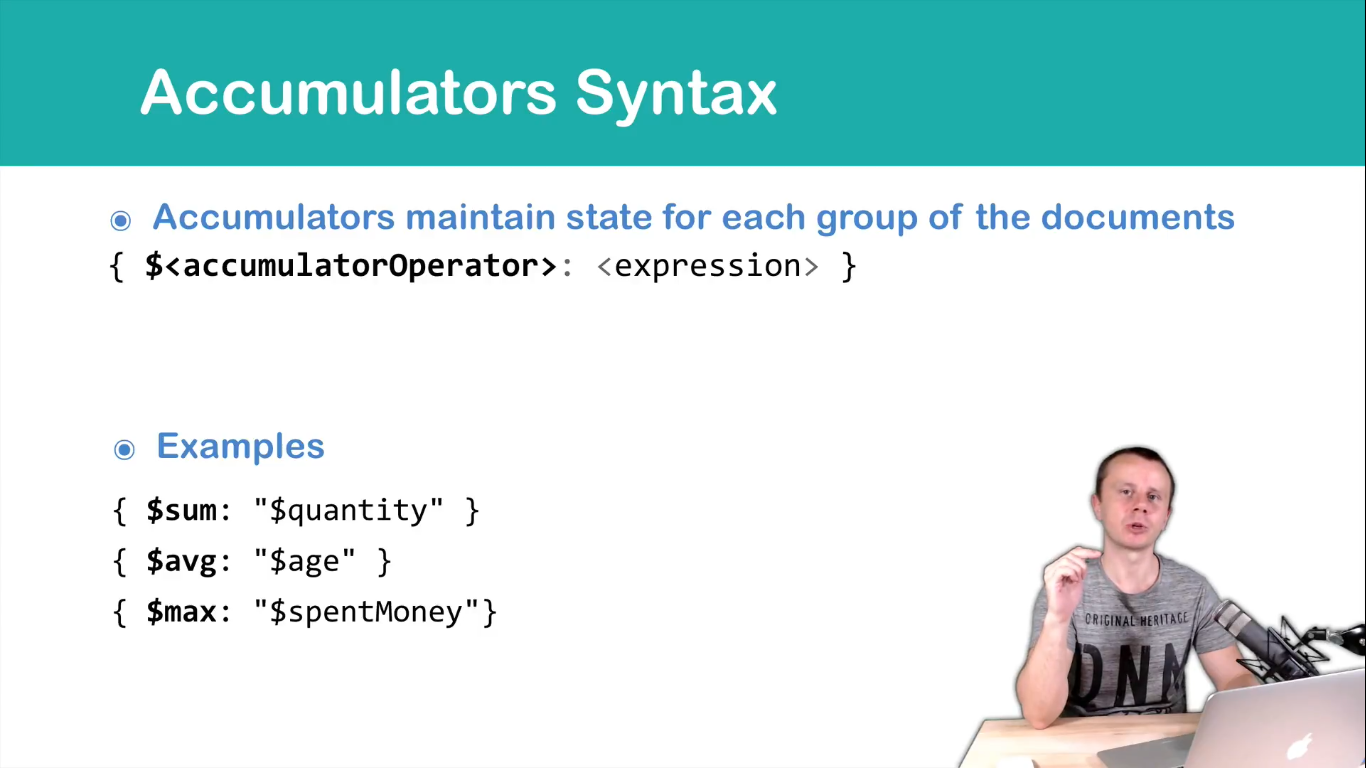 Accumulators Syntax
Accumulators maintain state for each group of the documents
{ $<accumulatorOperator>: <expression> }
Examples
{ $sum: "$quantity" }
{ $avg: "$age" }
{ $max: "$spentMoney"}
ORIGINAL HERITAGE
DNM